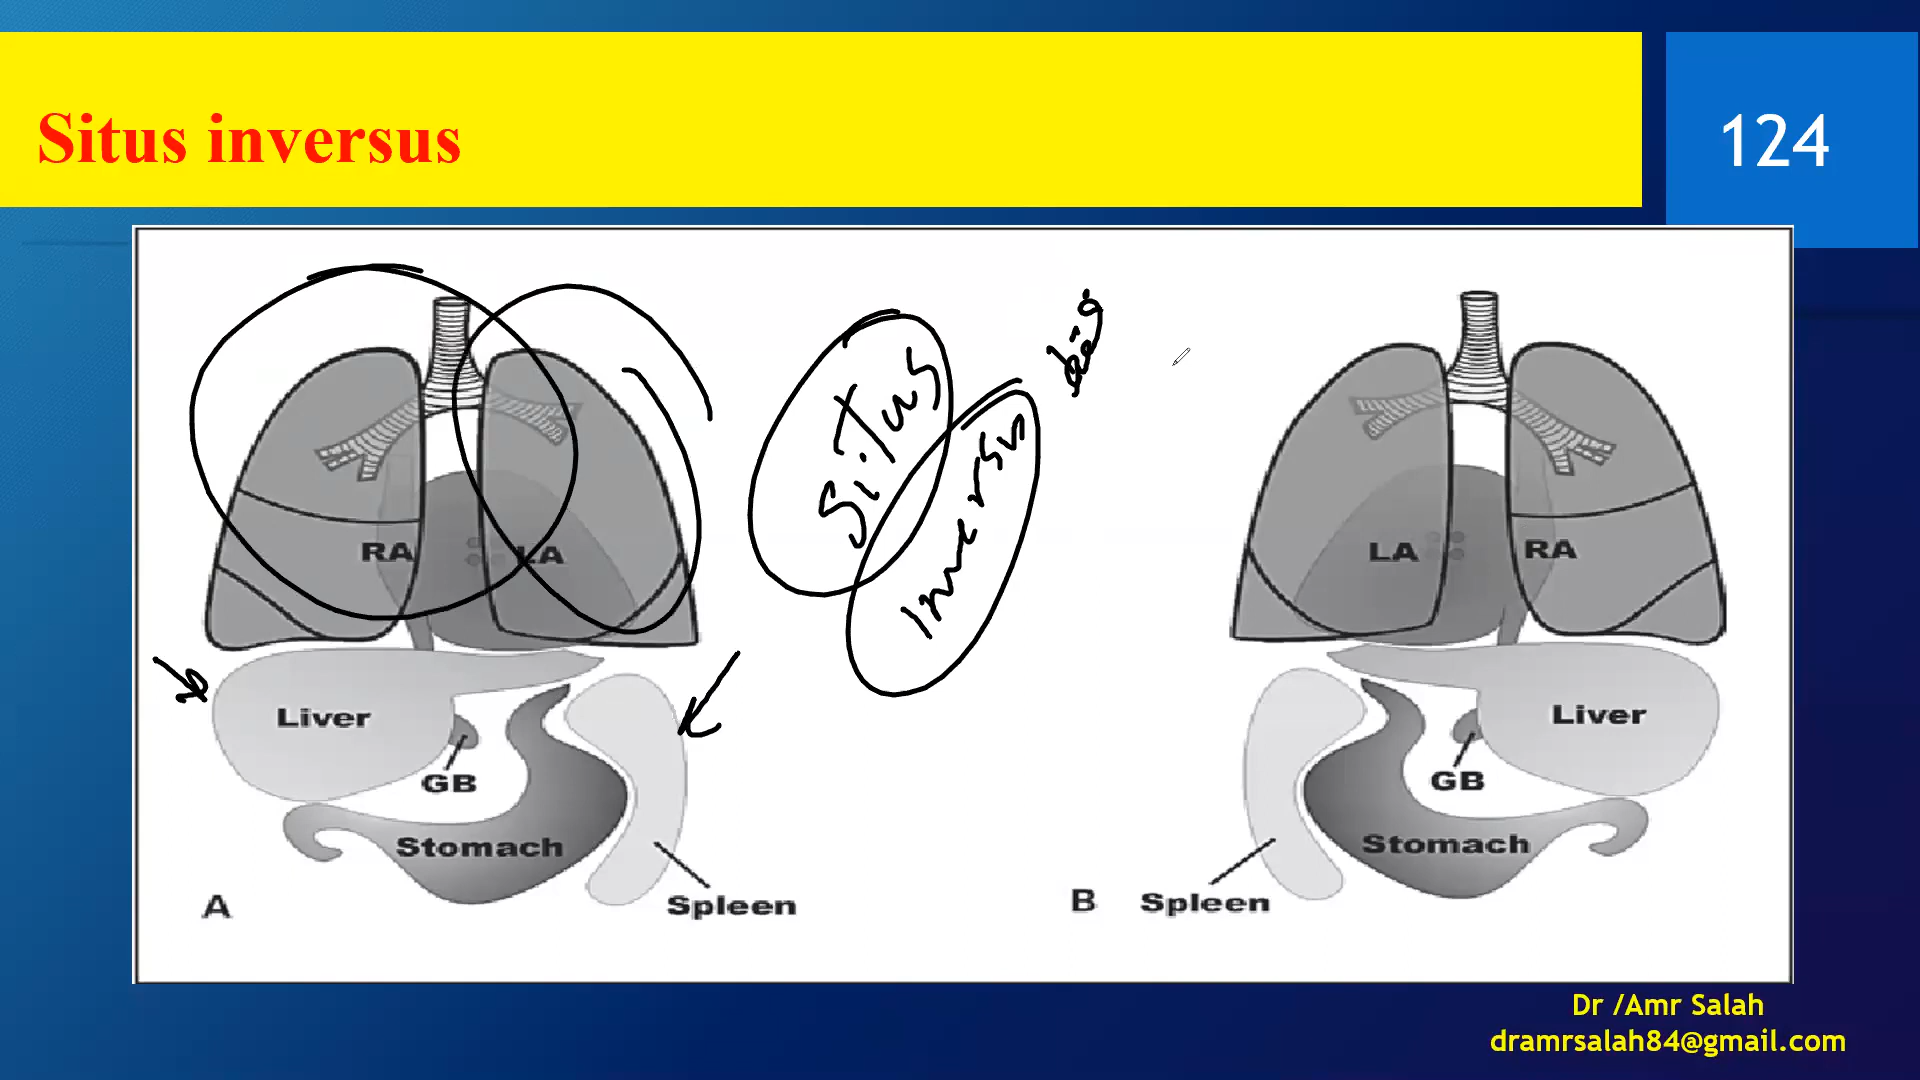 Situs inversus
124
Situs
Inversus
RA
LA
LA
RA
Liver
Liver
GB
GB
Stomach
Stomach
A
Spleen
B
Spleen
Dr /Amr Salah
dramrsalah84@gmail.com